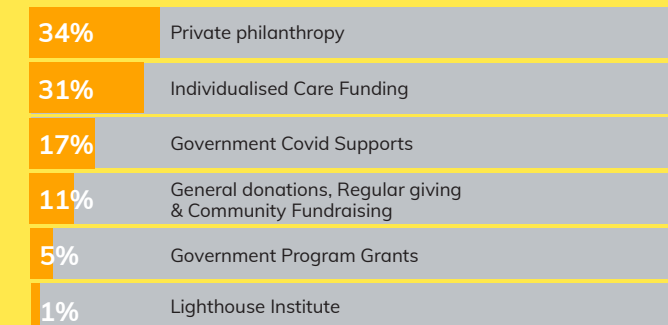 34% Private philanthropy
31% Individualised Care Funding
17% Government Covid Supports
11% General donations, Regular giving
& Community Fundraising
5% Government Program Grants
1% Lighthouse Institute